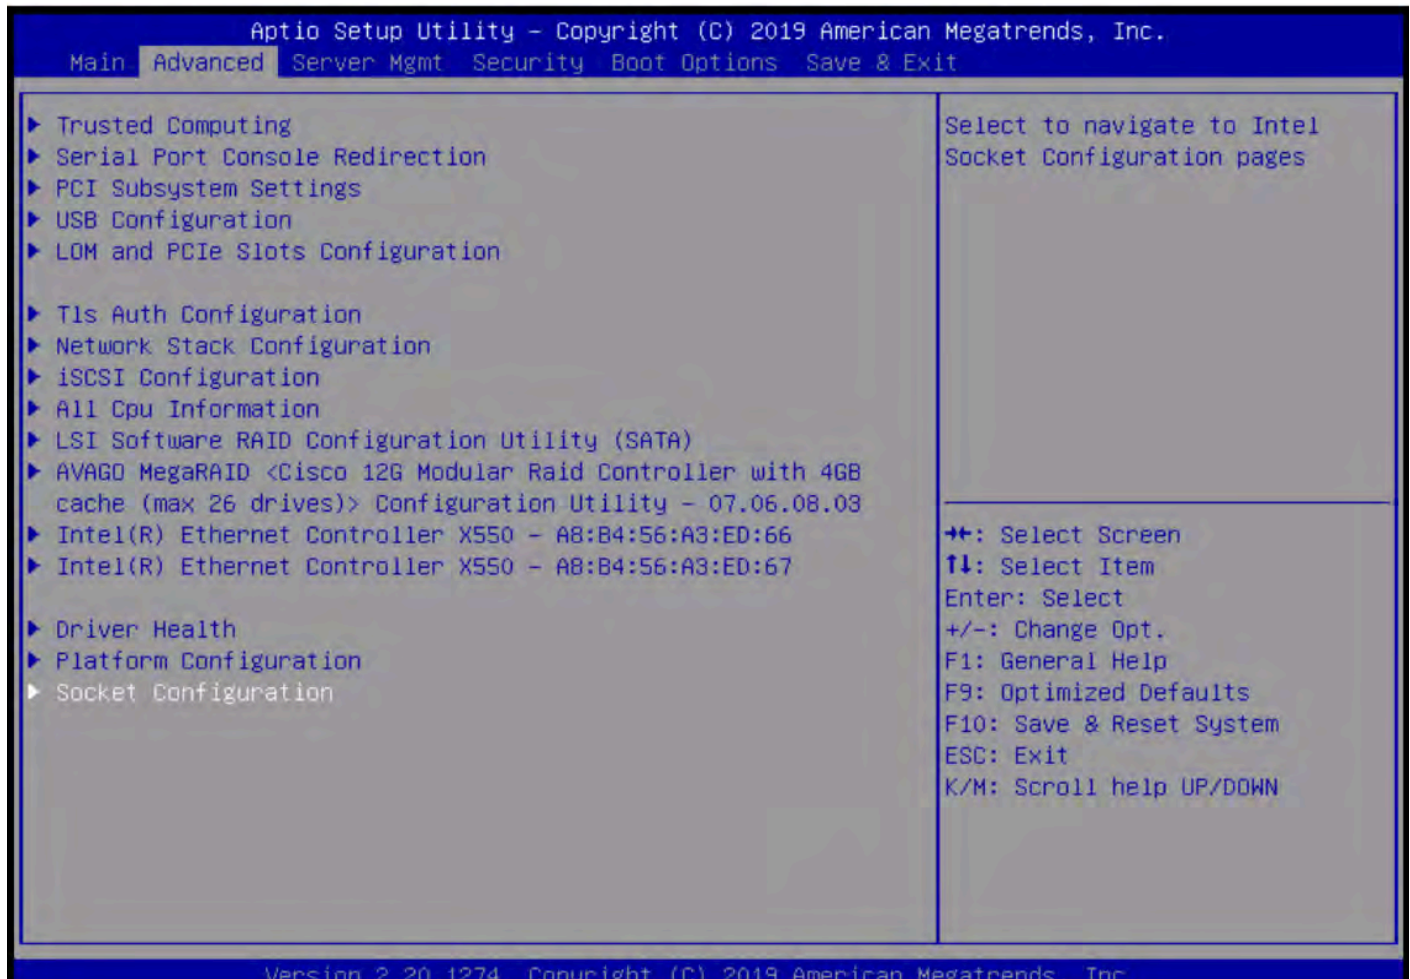 Aptio Setup Utility – Copyright (C) 2019 American Megatrends, Inc.
Main Advanced Server Mgmt Security Boot Options Save & Exit
Trusted Computing
Serial Port Console Redirection
PCI Subsystem Settings
USB Configuration
LOM and PCIe Slots Configuration
Tls Auth Configuration
Network Stack Configuration
iSCSI Configuration
All Cpu Information
LSI Software RAID Configuration Utility (SATA)
AVAGO MegaRAID <Cisco 12G Modular Raid Controller with 4GB
cache (max 26 drives)> Configuration Utility – 07.06.08.03
Intel(R) Ethernet Controller X550 – A8:B4:56:A3:ED:66
Intel(R) Ethernet Controller X550 – A8:B4:56:A3:ED:67
Driver Health
Platform Configuration
Socket Configuration
Select to navigate to Intel
Socket Configuration pages
→←: Select Screen
↑↓: Select Item
Enter: Select
+/-: Change Opt.
F1: General Help
F9: Optimized Defaults
F10: Save & Reset System
ESC: Exit
K/M: Scroll help UP/DOWN
Version 2.20.1274. Copyright (C) 2019 American Megatrends, Inc.